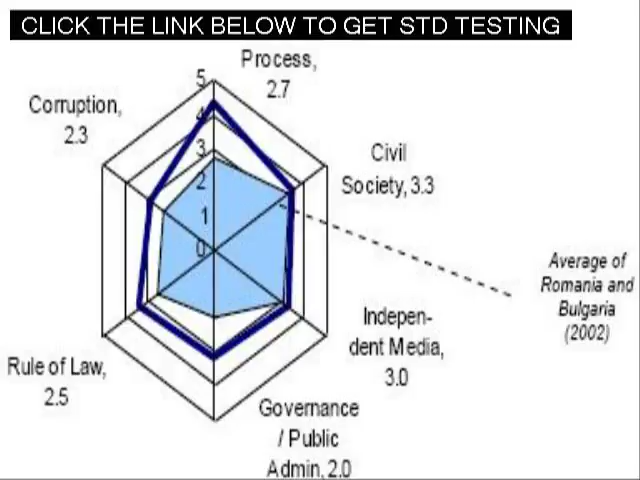 CLICK THE LINK BELOW TO GET STD TESTING
Process,
2.7
5
4
3
2
1
0
Corruption,
2.3
Civil
Society, 3.3
Average of
Romania and
Bulgaria
(2002)
Indepen-
dent Media,
3.0
Rule of Law,
2.5
Governance
/ Public
Admin, 2.0